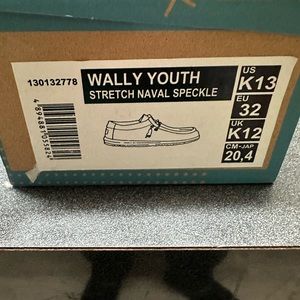 130132778
WALLY YOUTH
STRETCH NAVAL SPECKLE
US
K13
EU
32
UK
K12
CM-JAP
20,4